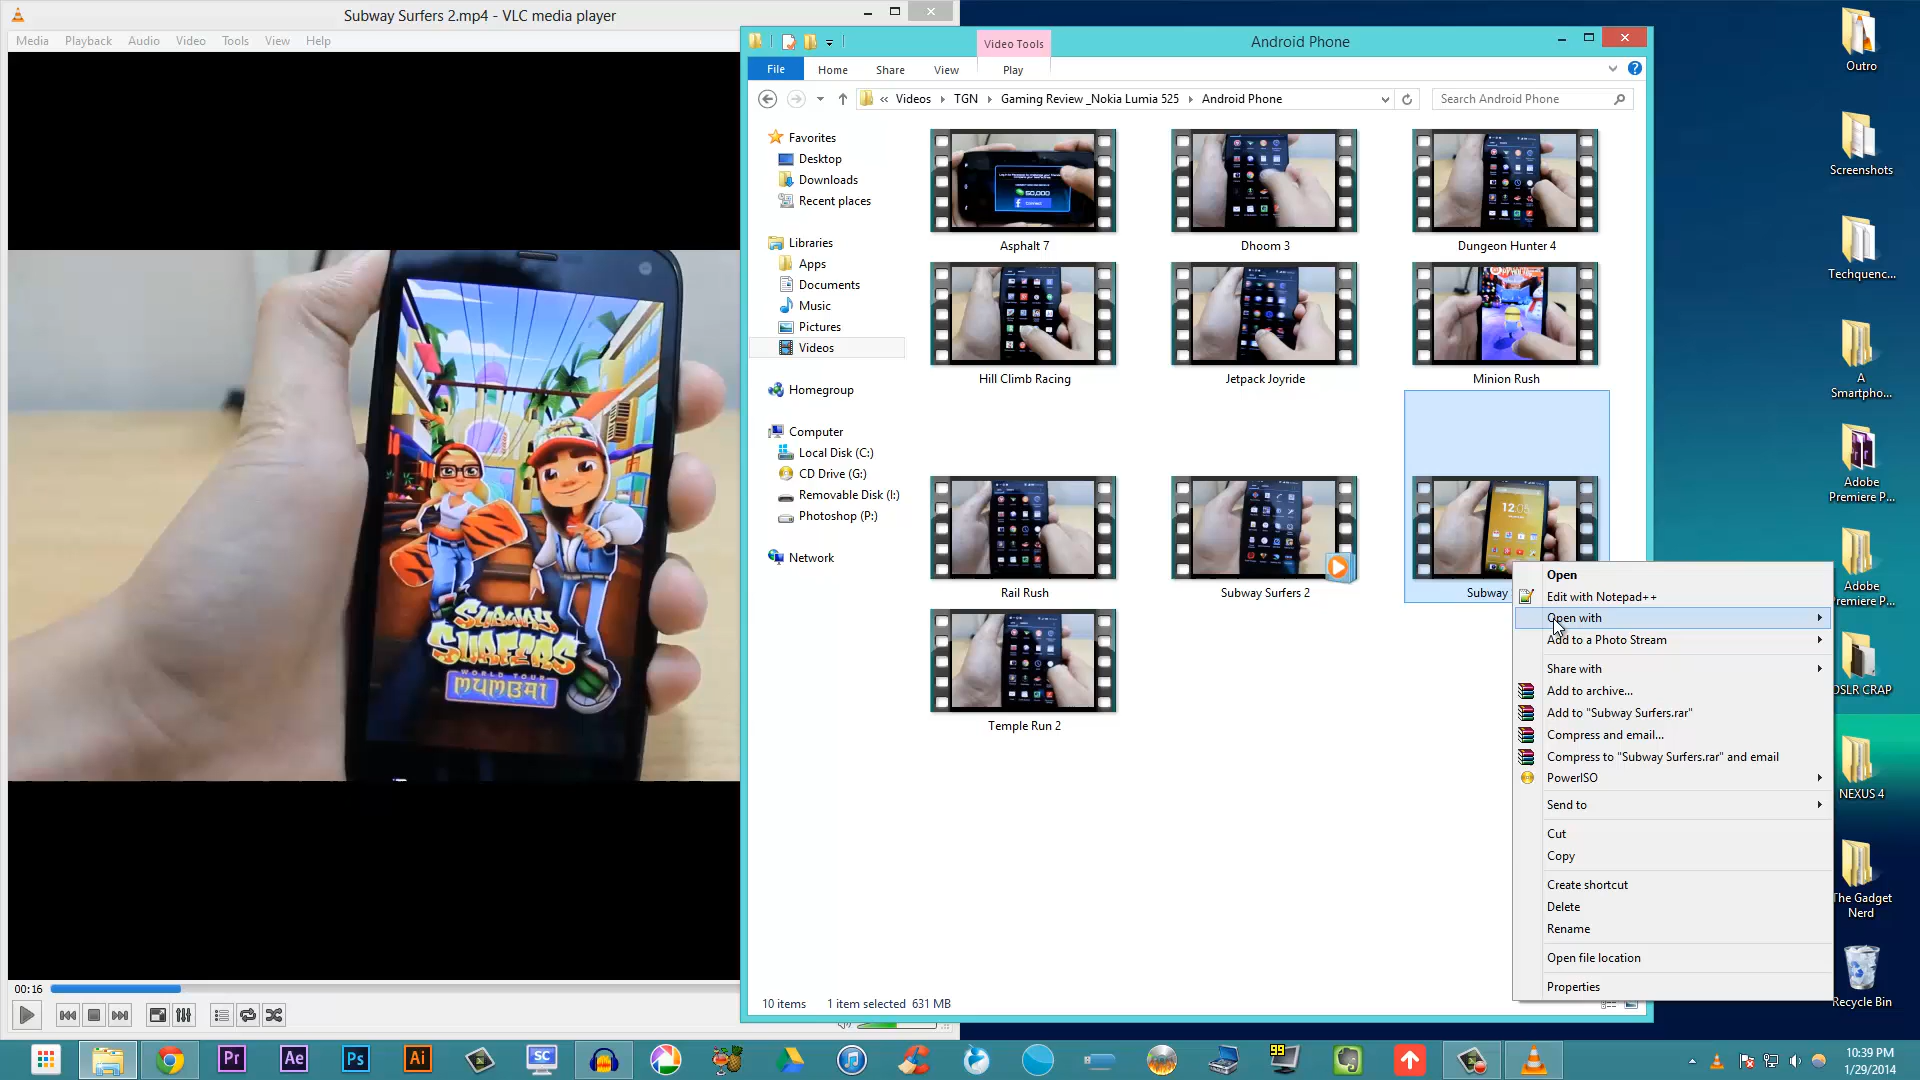 Subway Surfers 2.mp4 - VLC media player
Media Playback Audio Video Tools View Help
SUBWAY
SURFERS
WORLD TOUR
MUMBAI
00:16
Video Tools
Android Phone
File Home Share View Play
« Videos TGN Gaming Review _Nokia Lumia 525 Android Phone
Search Android Phone
Favorites
Desktop
Downloads
Recent places
Libraries
Apps
Documents
Music
Pictures
Videos
Homegroup
Computer
Local Disk (C:)
CD Drive (G:)
Removable Disk (I:)
Photoshop (P:)
Network
50,000
Connect
Asphalt 7
Dhoom 3
Dungeon Hunter 4
Hill Climb Racing
Jetpack Joyride
Minion Rush
Rail Rush
Subway Surfers 2
Subway
Temple Run 2
10 items 1 item selected 631 MB
Open
Edit with Notepad++
Open with
Add to a Photo Stream
Share with
Add to archive...
Add to "Subway Surfers.rar"
Compress and email...
Compress to "Subway Surfers.rar" and email
PowerISO
Send to
Cut
Copy
Create shortcut
Delete
Rename
Open file location
Properties
Outro
Screenshots
Techquenc...
A
Smartpho...
Adobe
Premiere P...
Adobe
Premiere P...
DSLR CRAP
NEXUS 4
The Gadget
Nerd
Recycle Bin
Pr Ae Ps Ai SC 99
10:39 PM
1/29/2014